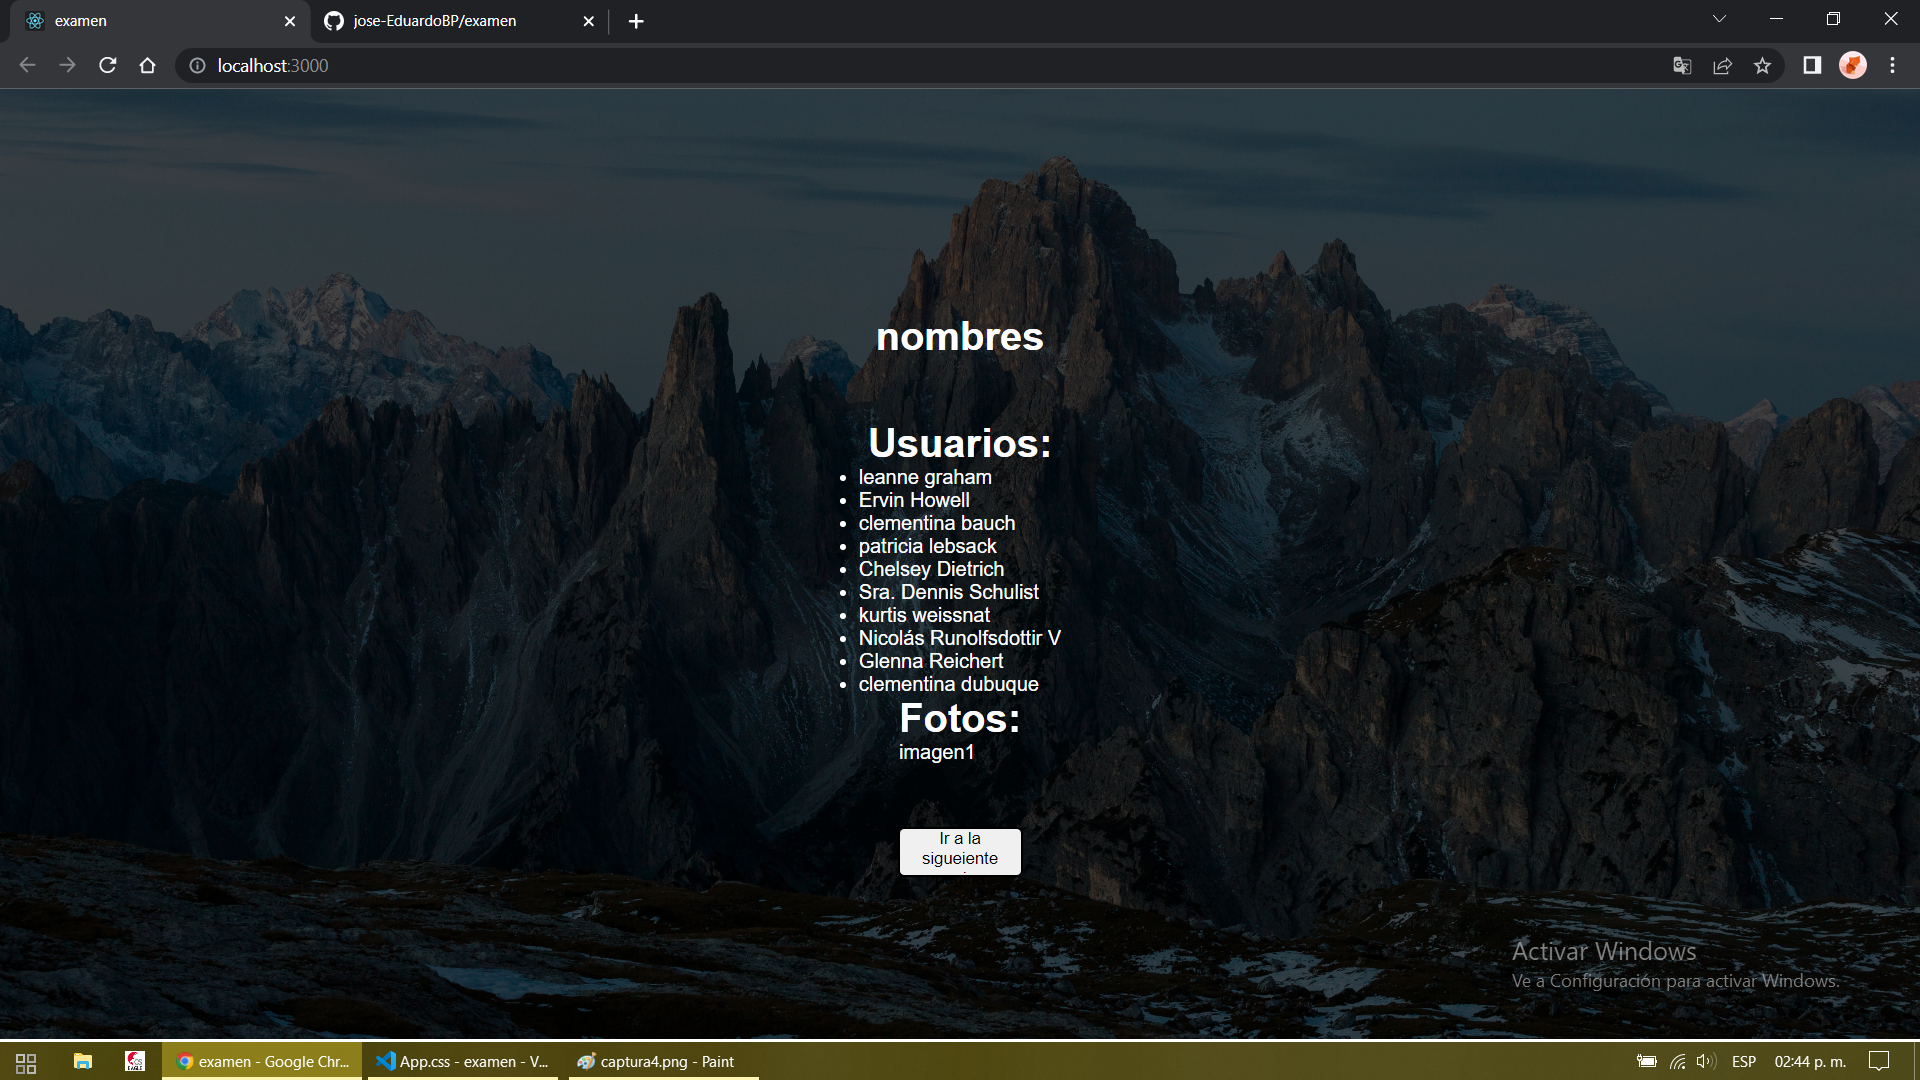 examen
jose-EduardoBP/examen
localhost:3000
nombres
Usuarios:
leanne graham
Ervin Howell
clementina bauch
patricia lebsack
Chelsey Dietrich
Sra. Dennis Schulist
kurtis weissnat
Nicolás Runolfsdottir V
Glenna Reichert
clementina dubuque
Fotos:
imagen1
Ir a la
sigueiente
Activar Windows
Ve a Configuración para activar Windows.
examen - Google Chr...
App.css - examen - V...
captura4.png - Paint
ESP
02:44 p. m.